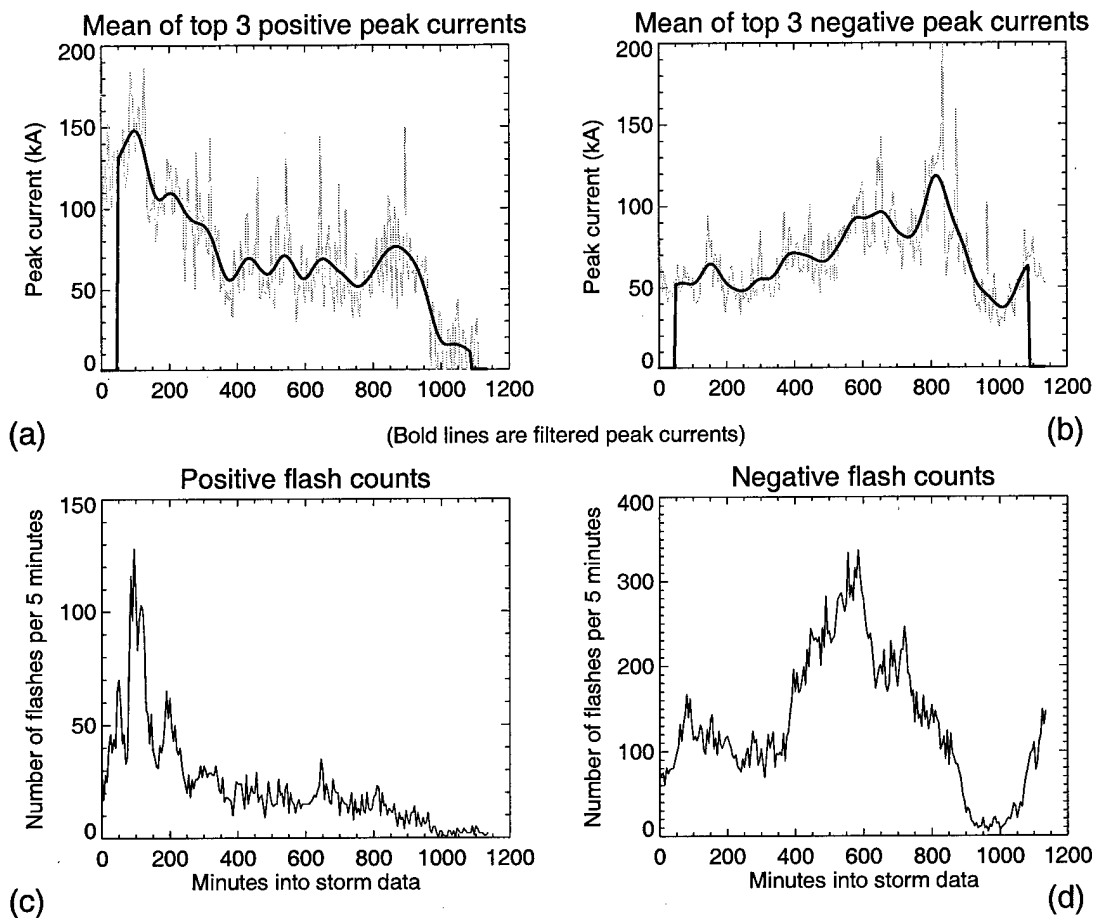 Mean of top 3 positive peak currents
200
150
100
50
0
Peak current (kA)
0 200 400 600 800 1000 1200
(a)
Mean of top 3 negative peak currents
200
150
100
50
0
Peak current (kA)
0 200 400 600 800 1000 1200
(b)
(Bold lines are filtered peak currents)
Positive flash counts
150
100
50
0
Number of flashes per 5 minutes
0 200 400 600 800 1000 1200
Minutes into storm data
(c)
Negative flash counts
400
300
200
100
0
Number of flashes per 5 minutes
0 200 400 600 800 1000 1200
Minutes into storm data
(d)